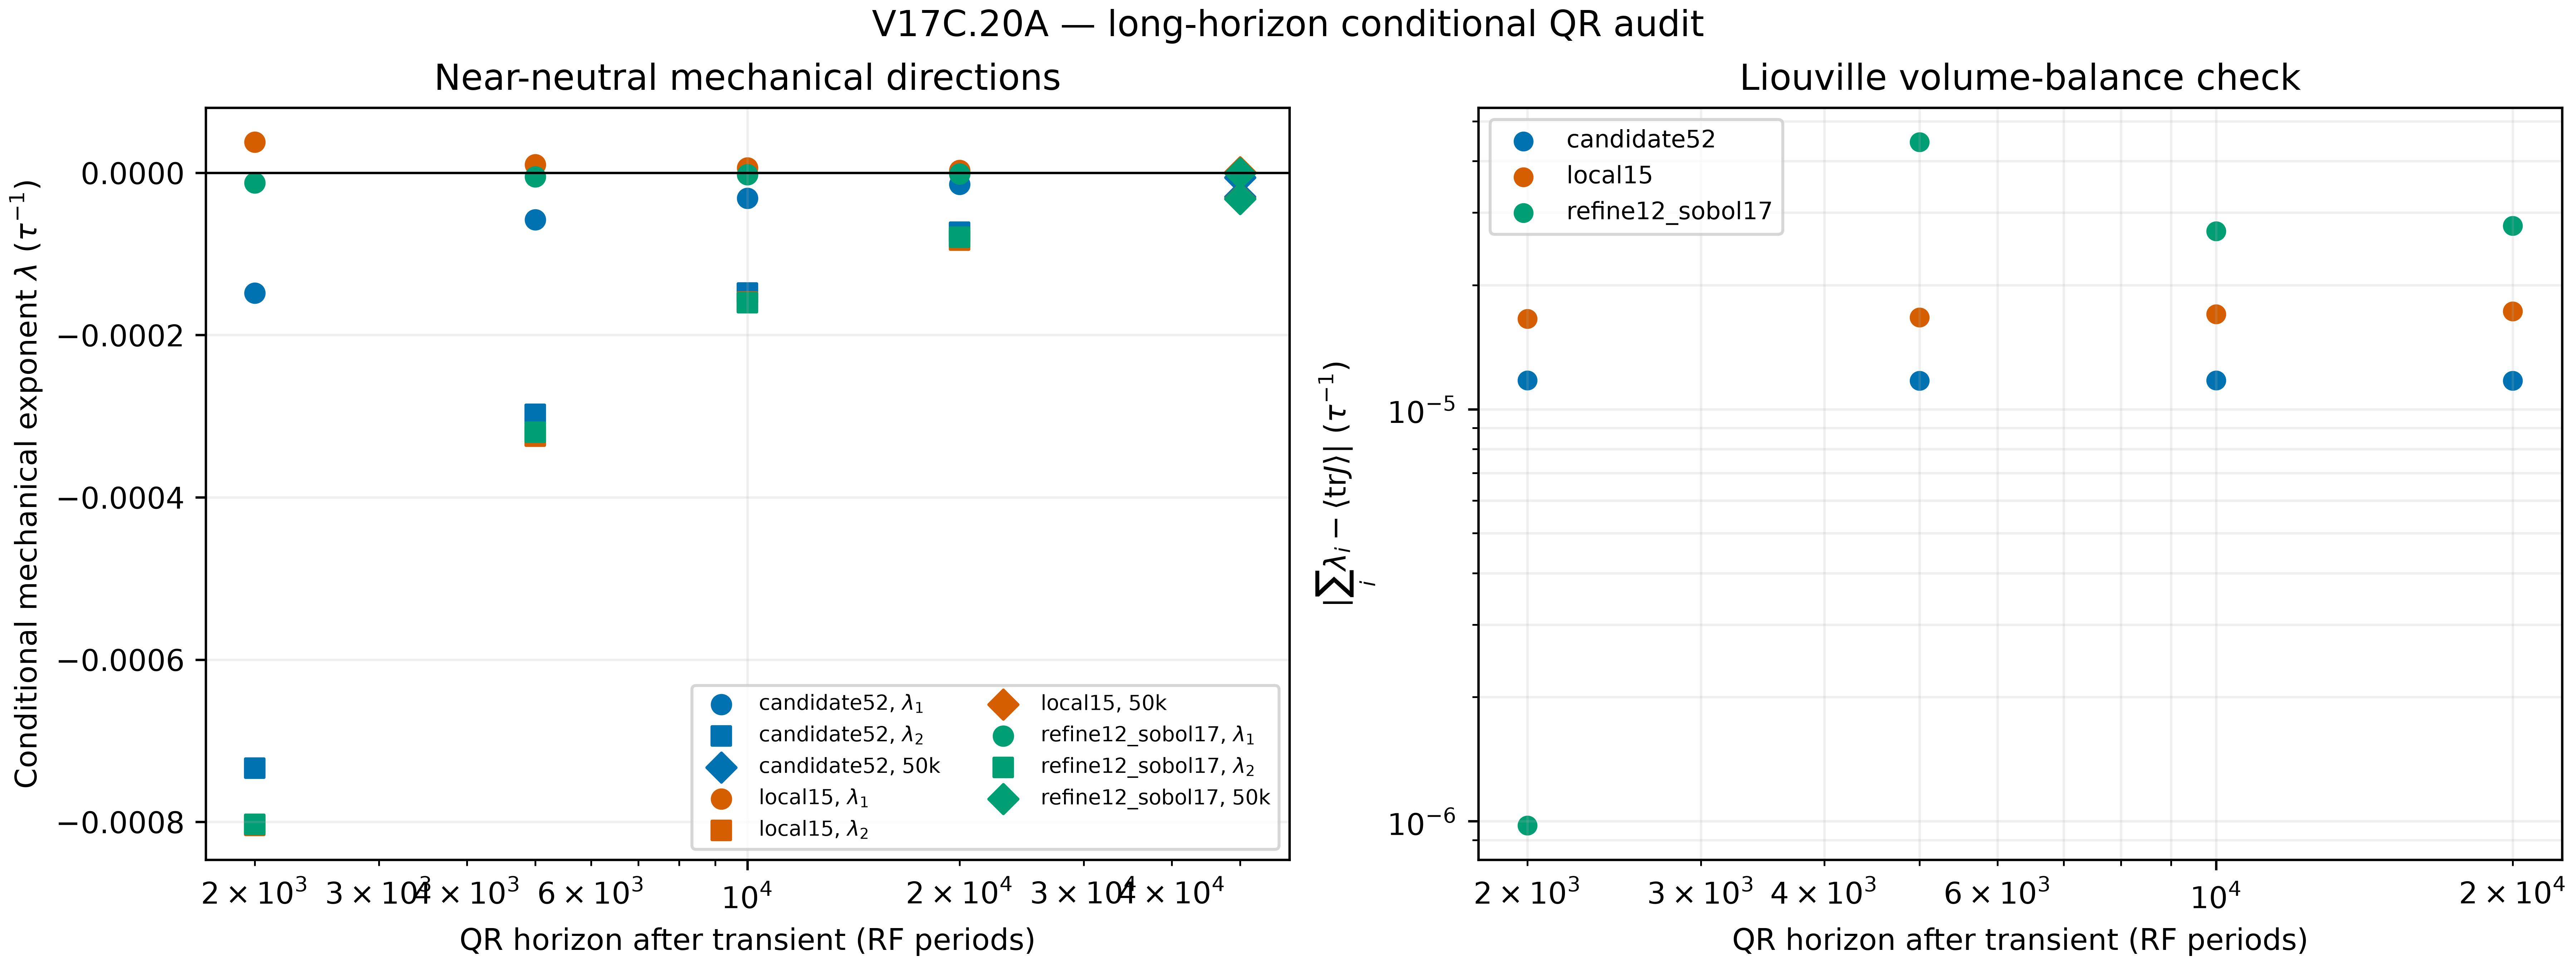 V17C.20A — long-horizon conditional QR audit
Near-neutral mechanical directions
Conditional mechanical exponent λ (τ⁻¹)
0.0000
−0.0002
−0.0004
−0.0006
−0.0008
candidate52, λ₁
candidate52, λ₂
candidate52, 50k
local15, λ₁
local15, λ₂
local15, 50k
refine12_sobol17, λ₁
refine12_sobol17, λ₂
refine12_sobol17, 50k
2 × 10³ 3 × 10³ 4 × 10³ 6 × 10³ 10⁴ 2 × 10⁴ 3 × 10⁴ 4 × 10⁴
QR horizon after transient (RF periods)
Liouville volume-balance check
|∑ᵢ λᵢ − ⟨trJ⟩| (τ⁻¹)
candidate52
local15
refine12_sobol17
10⁻⁵
10⁻⁶
2 × 10³ 3 × 10³ 4 × 10³ 6 × 10³ 10⁴ 2 × 10⁴
QR horizon after transient (RF periods)